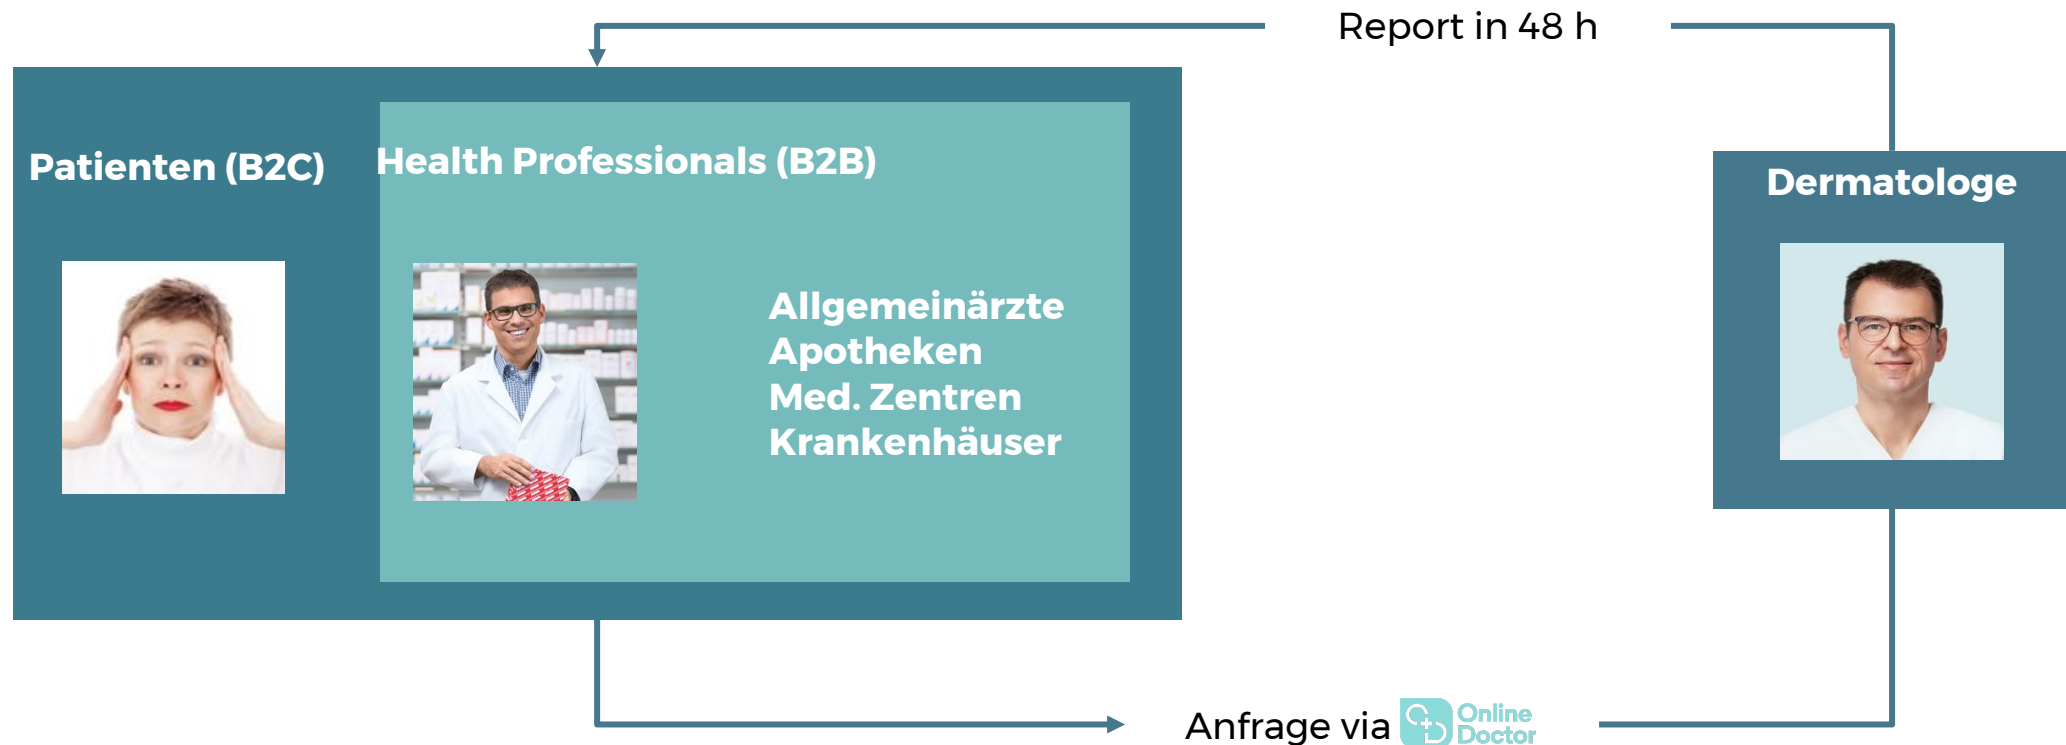 Report in 48 h
Patienten (B2C)
Health Professionals (B2B)
Dermatologe
Allgemeinärzte
Apotheken
Med. Zentren
Krankenhäuser
Anfrage via
Online
Doctor